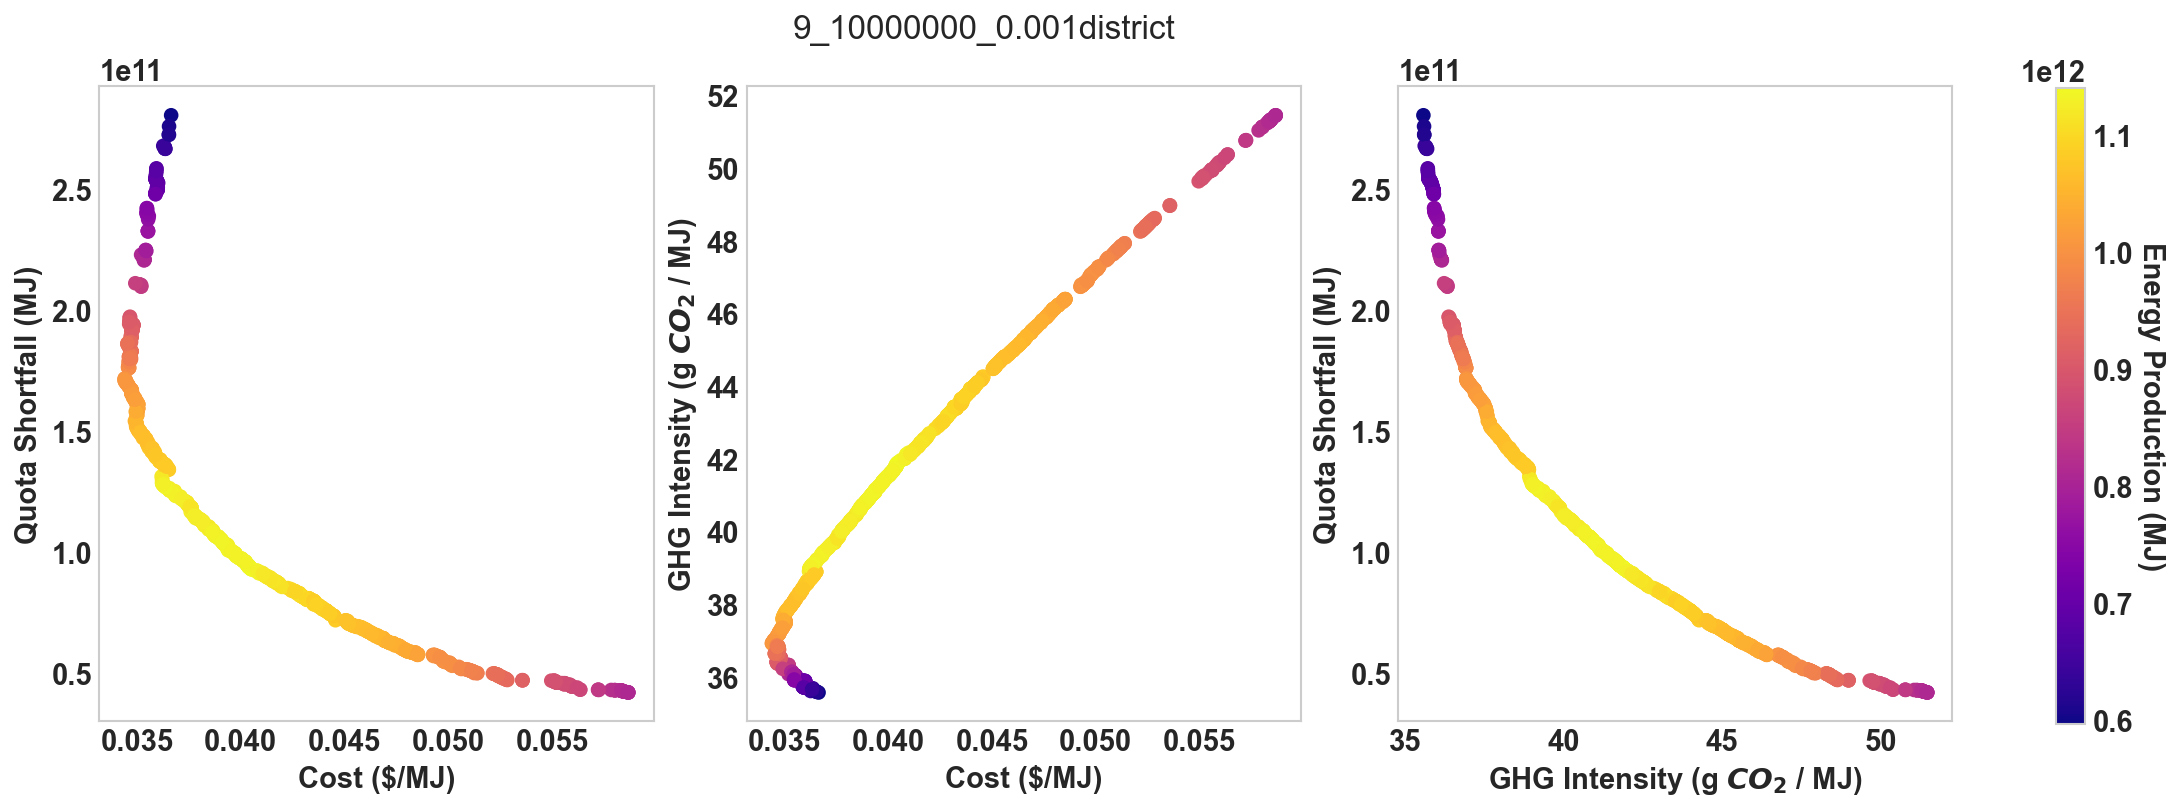 9_10000000_0.001district
1e11
2.5
2.0
1.5
1.0
0.5
Quota Shortfall (MJ)
0.035 0.040 0.045 0.050 0.055
Cost ($/MJ)
52
50
48
46
44
42
40
38
36
GHG Intensity (g CO₂ / MJ)
0.035 0.040 0.045 0.050 0.055
Cost ($/MJ)
1e11
2.5
2.0
1.5
1.0
0.5
Quota Shortfall (MJ)
35 40 45 50
GHG Intensity (g CO₂ / MJ)
1e12
1.1
1.0
0.9
0.8
0.7
0.6
Energy Production (MJ)